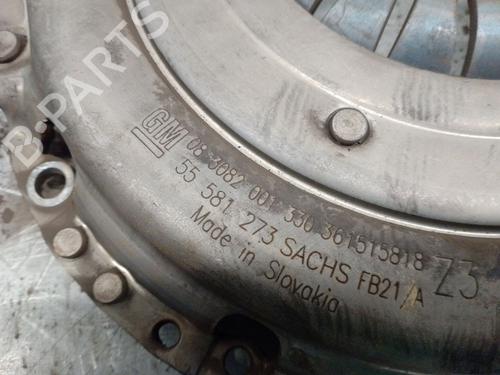 B-PARTS
GM
08 3082 001 330 361515818
55 581 273 SACHS FB21/A Z3
Made in Slovakia